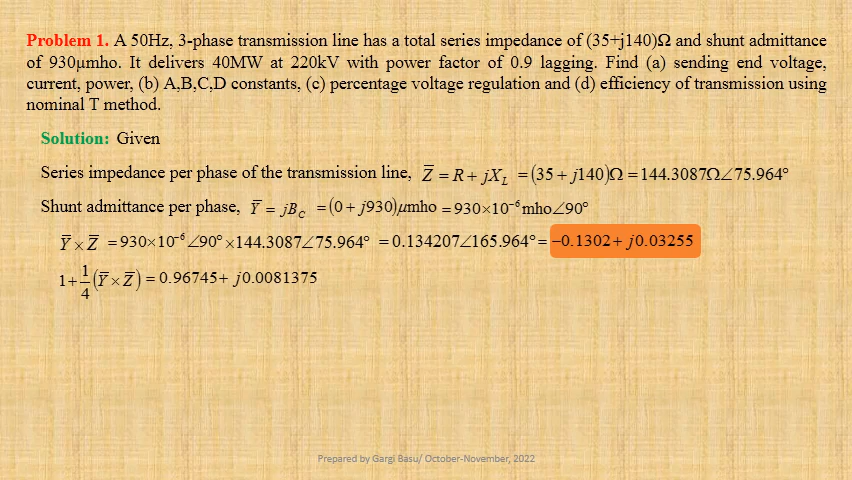 Problem 1. A 50Hz, 3-phase transmission line has a total series impedance of (35+j140)Ω and shunt admittance
of 930μmho. It delivers 40MW at 220kV with power factor of 0.9 lagging. Find (a) sending end voltage,
current, power, (b) A,B,C,D constants, (c) percentage voltage regulation and (d) efficiency of transmission using
nominal T method.
Solution: Given
Series impedance per phase of the transmission line, Z̅ = R + jX_L = (35 + j140)Ω = 144.3087Ω∠75.964°
Shunt admittance per phase, Y̅ = jB_C = (0 + j930)μmho = 930×10⁻⁶mho∠90°
Y̅ × Z̅ = 930×10⁻⁶∠90° × 144.3087∠75.964° = 0.134207∠165.964° = −0.1302 + j0.03255
1 + 1/4 (Y̅ × Z̅) = 0.96745 + j0.0081375
Prepared by Gargi Basu/ October-November, 2022